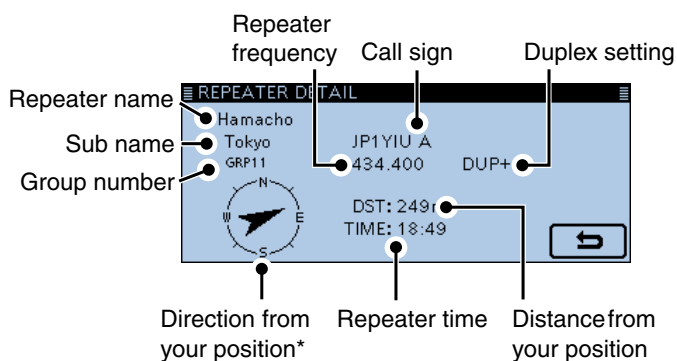 Repeater
frequency
Call sign
Duplex setting
REPEATER DETAIL
Repeater name
Hamacho
Sub name
Tokyo
JP1YIU A
Group number
GRP11
434.400
DUP+
N
W
E
S
DST: 249
TIME: 18:49
Direction from
your position*
Repeater time
Distance from
your position